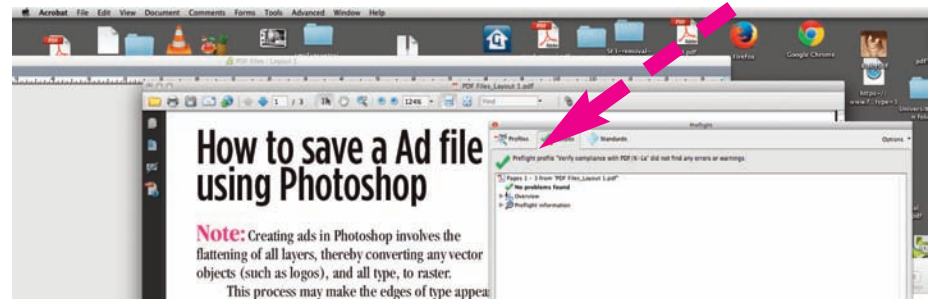 Acrobat File Edit View Document Comments Forms Tools Advanced Window Help
PDF Files : Layout 1
Firefox
Google Chrome
PDF Files_Layout 1.pdf
1 / 3
124%
Find
Preflight
Profiles
Standards
Options
Preflight profile "Verify compliance with PDF/X-1a" did not find any errors or warnings.
Pages 1 - 3 from "PDF Files_Layout 1.pdf"
No problems found
Overview
Preflight information
How to save a Ad file
using Photoshop
Note: Creating ads in Photoshop involves the
flattening of all layers, thereby converting any vector
objects (such as logos), and all type, to raster.
This process may make the edges of type appea